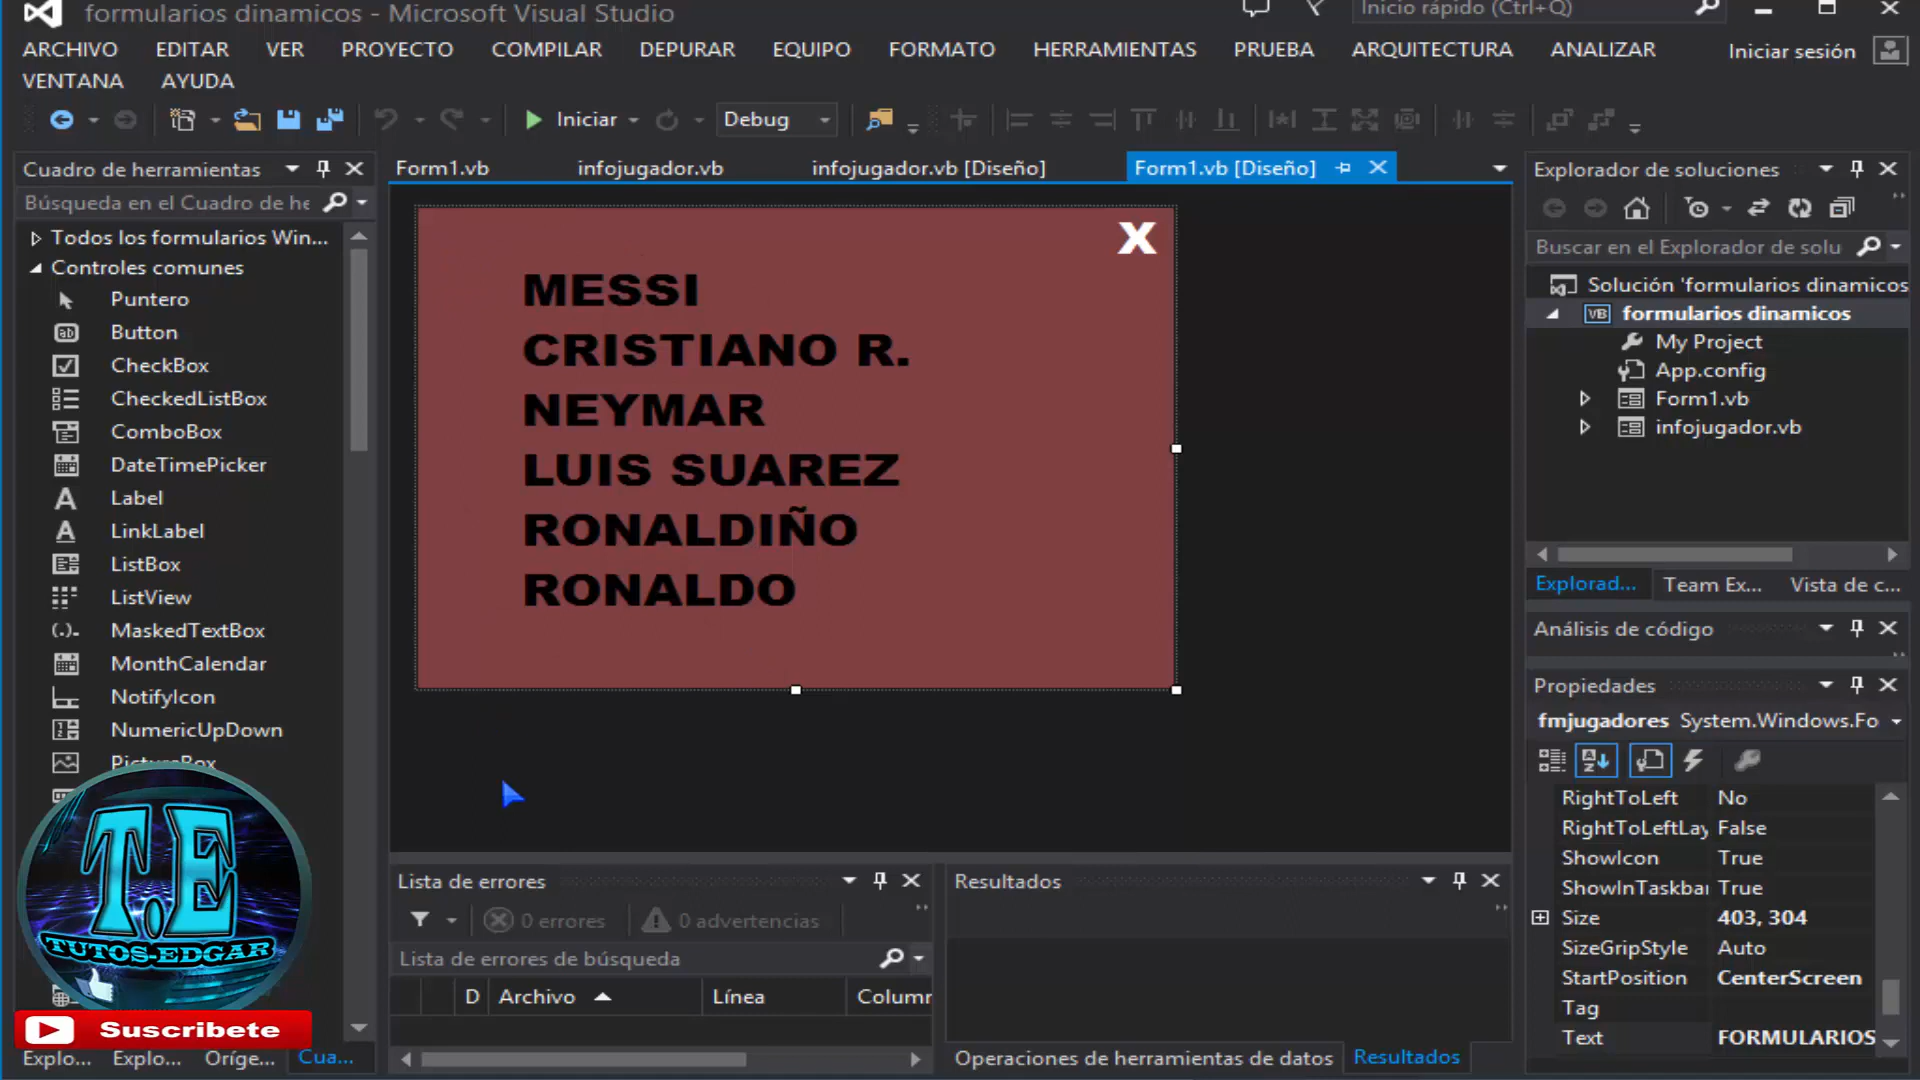 formularios dinamicos - Microsoft Visual Studio
Inicio rápido (Ctrl+Q)
ARCHIVO EDITAR VER PROYECTO COMPILAR DEPURAR EQUIPO FORMATO HERRAMIENTAS PRUEBA ARQUITECTURA ANALIZAR Iniciar sesión
VENTANA AYUDA
Iniciar Debug
Cuadro de herramientas
Búsqueda en el Cuadro de he
Todos los formularios Win...
Controles comunes
Puntero
Button
CheckBox
CheckedListBox
ComboBox
DateTimePicker
Label
LinkLabel
ListBox
ListView
MaskedTextBox
MonthCalendar
NotifyIcon
NumericUpDown
PictureBox
T.E
TUTOS-EDGAR
Suscribete
Explo... Explo... Oríge... Cua...
Form1.vb infojugador.vb infojugador.vb [Diseño] Form1.vb [Diseño]
X
MESSI
CRISTIANO R.
NEYMAR
LUIS SUAREZ
RONALDIÑO
RONALDO
Lista de errores
0 errores 0 advertencias
Lista de errores de búsqueda
D Archivo Línea Column
Resultados
Operaciones de herramientas de datos Resultados
Explorador de soluciones
Buscar en el Explorador de solu
Solución 'formularios dinamicos
VB formularios dinamicos
My Project
App.config
Form1.vb
infojugador.vb
Explorad... Team Ex... Vista de c...
Análisis de código
Propiedades
fmjugadores System.Windows.Fo
RightToLeft No
RightToLeftLay False
ShowIcon True
ShowInTaskbar True
Size 403, 304
SizeGripStyle Auto
StartPosition CenterScreen
Tag
Text FORMULARIOS